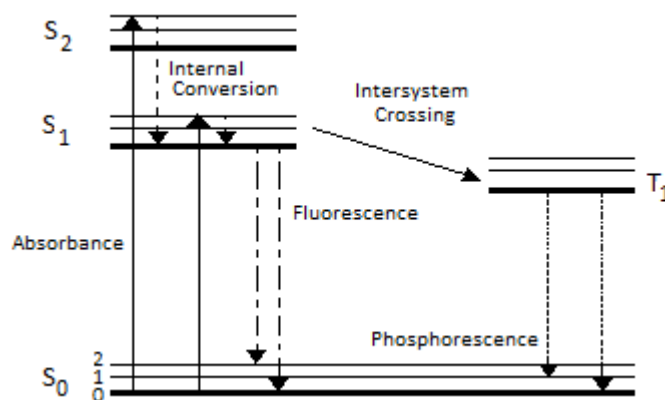 S2
Internal
Conversion
Intersystem
Crossing
S1
T1
Fluorescence
Absorbance
Phosphorescence
2
1
0
S0